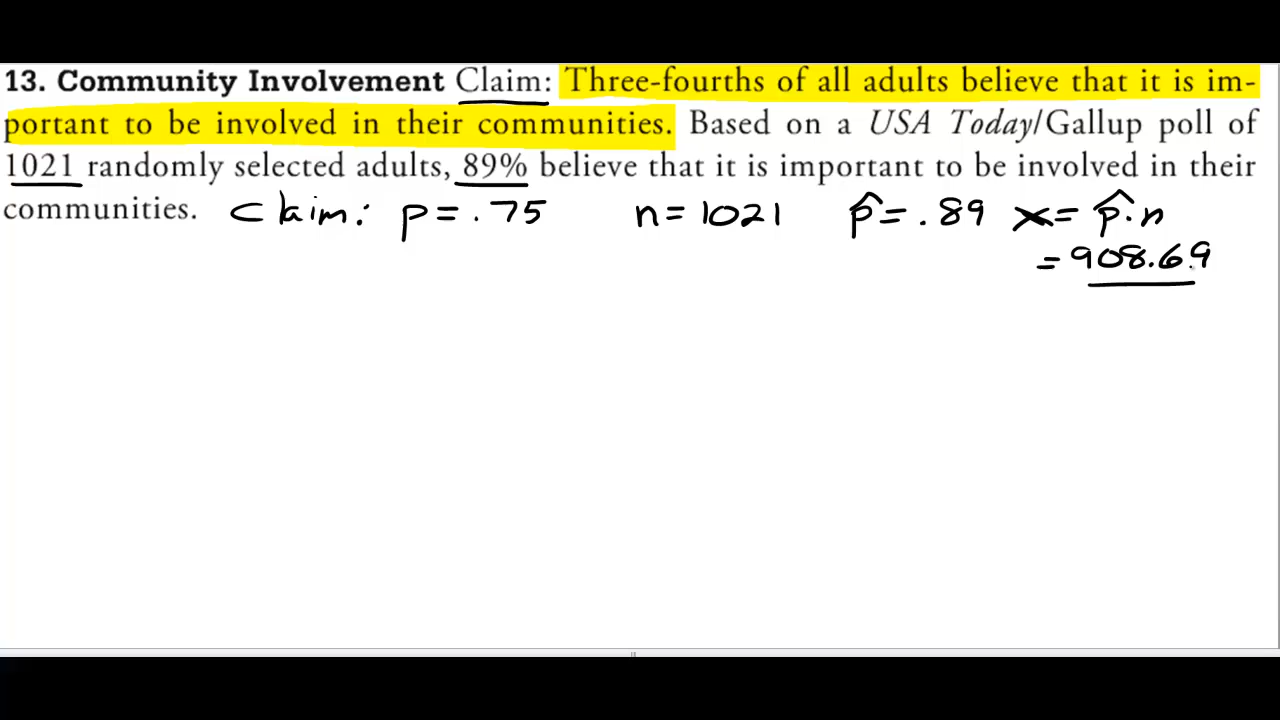 13. Community Involvement Claim: Three-fourths of all adults believe that it is im-
portant to be involved in their communities. Based on a USA Today/Gallup poll of
1021 randomly selected adults, 89% believe that it is important to be involved in their
communities. Claim: p = .75 n = 1021 p̂ = .89 x = p̂·n
= 908.69